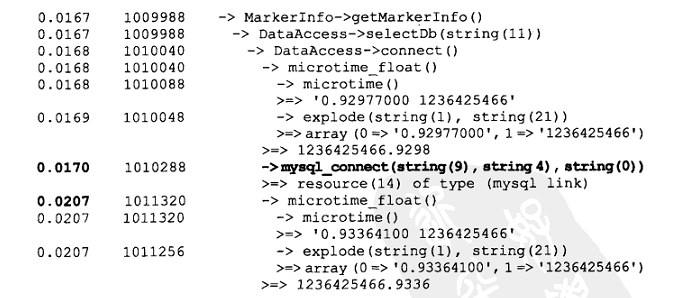 0.0167 1009988 -> MarkerInfo->getMarkerInfo()
0.0167 1009988 -> DataAccess->selectDb(string(11))
0.0168 1010040 -> DataAccess->connect()
0.0168 1010040 -> microtime_float()
0.0168 1010088 -> microtime()
>=> '0.92977000 1236425466'
0.0169 1010048 -> explode(string(1), string(21))
>=> array (0 => '0.92977000', 1 => '1236425466')
>=> 1236425466.9298
0.0170 1010288 ->mysql_connect(string(9), string 4), string(0))
>=> resource(14) of type (mysql link)
0.0207 1011320 -> microtime_float()
0.0207 1011320 -> microtime()
>=> '0.93364100 1236425466'
0.0207 1011256 -> explode(string(1), string(21))
>=> array (0 => '0.93364100', 1 => '1236425466')
>=> 1236425466.9336